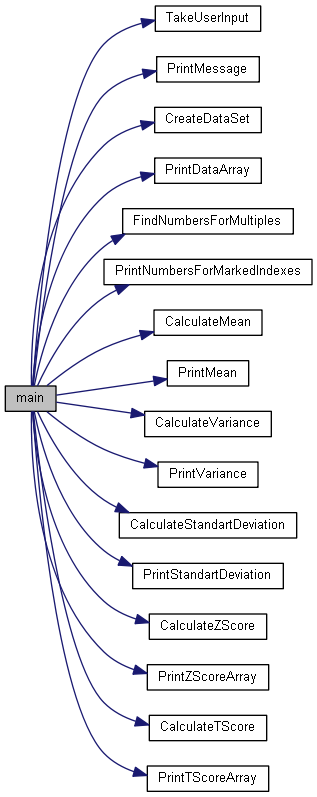 TakeUserInput
PrintMessage
CreateDataSet
PrintDataArray
FindNumbersForMultiples
PrintNumbersForMarkedIndexes
CalculateMean
PrintMean
main
CalculateVariance
PrintVariance
CalculateStandartDeviation
PrintStandartDeviation
CalculateZScore
PrintZScoreArray
CalculateTScore
PrintTScoreArray